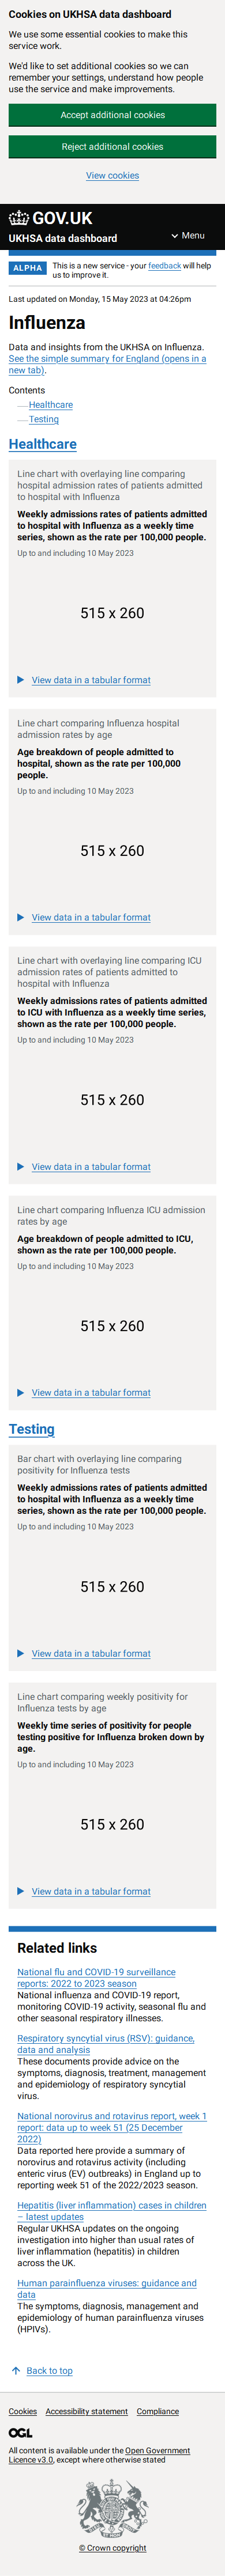 Cookies on UKHSA data dashboard
We use some essential cookies to make this
service work.
We'd like to set additional cookies so we can
remember your settings, understand how people
use the service and make improvements.
Accept additional cookies
Reject additional cookies
View cookies
GOV.UK
UKHSA data dashboard
Menu
ALPHA
This is a new service - your feedback will help
us to improve it.
Last updated on Monday, 15 May 2023 at 04:26pm
Influenza
Data and insights from the UKHSA on Influenza.
See the simple summary for England (opens in a
new tab).
Contents
Healthcare
Testing
Healthcare
Line chart with overlaying line comparing
hospital admission rates of patients admitted
to hospital with Influenza
Weekly admissions rates of patients admitted
to hospital with Influenza as a weekly time
series, shown as the rate per 100,000 people.
Up to and including 10 May 2023
515 x 260
View data in a tabular format
Line chart comparing Influenza hospital
admission rates by age
Age breakdown of people admitted to
hospital, shown as the rate per 100,000
people.
Up to and including 10 May 2023
515 x 260
View data in a tabular format
Line chart with overlaying line comparing ICU
admission rates of patients admitted to
hospital with Influenza
Weekly admissions rates of patients admitted
to ICU with Influenza as a weekly time series,
shown as the rate per 100,000 people.
Up to and including 10 May 2023
515 x 260
View data in a tabular format
Line chart comparing Influenza ICU admission
rates by age
Age breakdown of people admitted to ICU,
shown as the rate per 100,000 people.
Up to and including 10 May 2023
515 x 260
View data in a tabular format
Testing
Bar chart with overlaying line comparing
positivity for Influenza tests
Weekly admissions rates of patients admitted
to hospital with Influenza as a weekly time
series, shown as the rate per 100,000 people.
Up to and including 10 May 2023
515 x 260
View data in a tabular format
Line chart comparing weekly positivity for
Influenza tests by age
Weekly time series of positivity for people
testing positive for Influenza broken down by
age.
Up to and including 10 May 2023
515 x 260
View data in a tabular format
Related links
National flu and COVID-19 surveillance
reports: 2022 to 2023 season
National influenza and COVID-19 report,
monitoring COVID-19 activity, seasonal flu and
other seasonal respiratory illnesses.
Respiratory syncytial virus (RSV): guidance,
data and analysis
These documents provide advice on the
symptoms, diagnosis, treatment, management
and epidemiology of respiratory syncytial
virus.
National norovirus and rotavirus report, week 1
report: data up to week 51 (25 December
2022)
Data reported here provide a summary of
norovirus and rotavirus activity (including
enteric virus (EV) outbreaks) in England up to
reporting week 51 of the 2022/2023 season.
Hepatitis (liver inflammation) cases in children
– latest updates
Regular UKHSA updates on the ongoing
investigation into higher than usual rates of
liver inflammation (hepatitis) in children
across the UK.
Human parainfluenza viruses: guidance and
data
The symptoms, diagnosis, management and
epidemiology of human parainfluenza viruses
(HPIVs).
Back to top
Cookies Accessibility statement Compliance
OGL
All content is available under the Open Government
Licence v3.0, except where otherwise stated
© Crown copyright